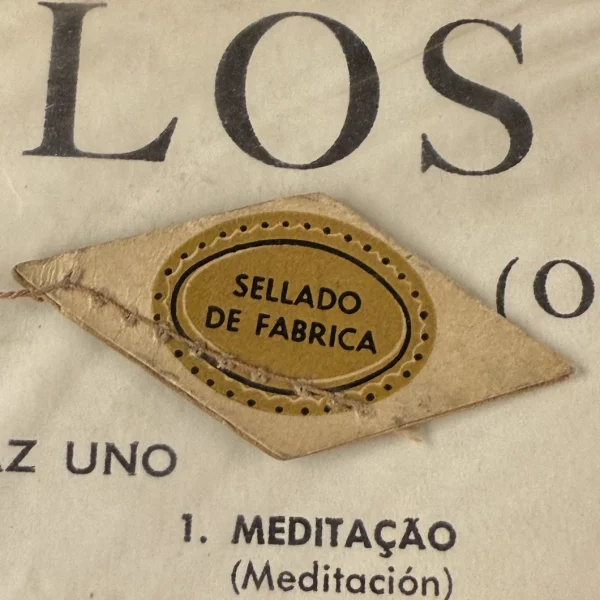 LOS
SELLADO
DE FABRICA
(O
AZ UNO
1. MEDITAÇÃO
(Meditación)